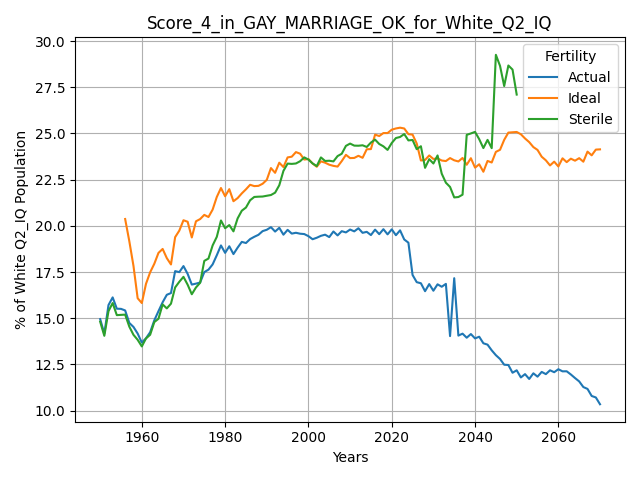 Score_4_in_GAY_MARRIAGE_OK_for_White_Q2_IQ
% of White Q2_IQ Population
30.0
27.5
25.0
22.5
20.0
17.5
15.0
12.5
10.0
Fertility
Actual
Ideal
Sterile
1960 1980 2000 2020 2040 2060
Years